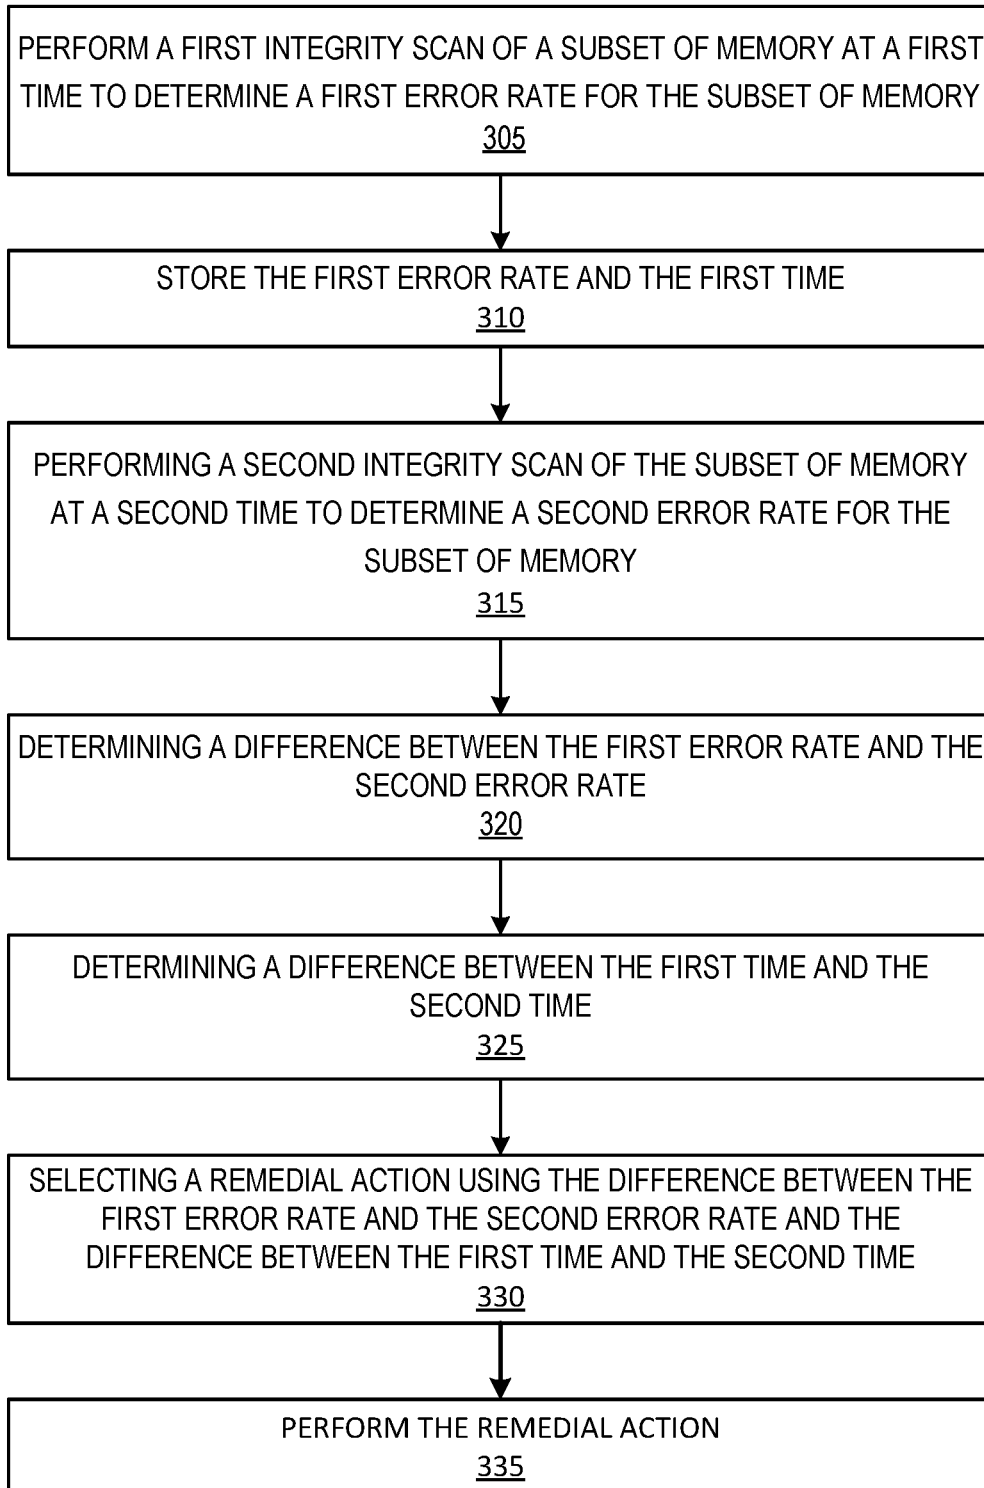 PERFORM A FIRST INTEGRITY SCAN OF A SUBSET OF MEMORY AT A FIRST
TIME TO DETERMINE A FIRST ERROR RATE FOR THE SUBSET OF MEMORY
305
STORE THE FIRST ERROR RATE AND THE FIRST TIME
310
PERFORMING A SECOND INTEGRITY SCAN OF THE SUBSET OF MEMORY
AT A SECOND TIME TO DETERMINE A SECOND ERROR RATE FOR THE
SUBSET OF MEMORY
315
DETERMINING A DIFFERENCE BETWEEN THE FIRST ERROR RATE AND THE
SECOND ERROR RATE
320
DETERMINING A DIFFERENCE BETWEEN THE FIRST TIME AND THE
SECOND TIME
325
SELECTING A REMEDIAL ACTION USING THE DIFFERENCE BETWEEN THE
FIRST ERROR RATE AND THE SECOND ERROR RATE AND THE
DIFFERENCE BETWEEN THE FIRST TIME AND THE SECOND TIME
330
PERFORM THE REMEDIAL ACTION
335